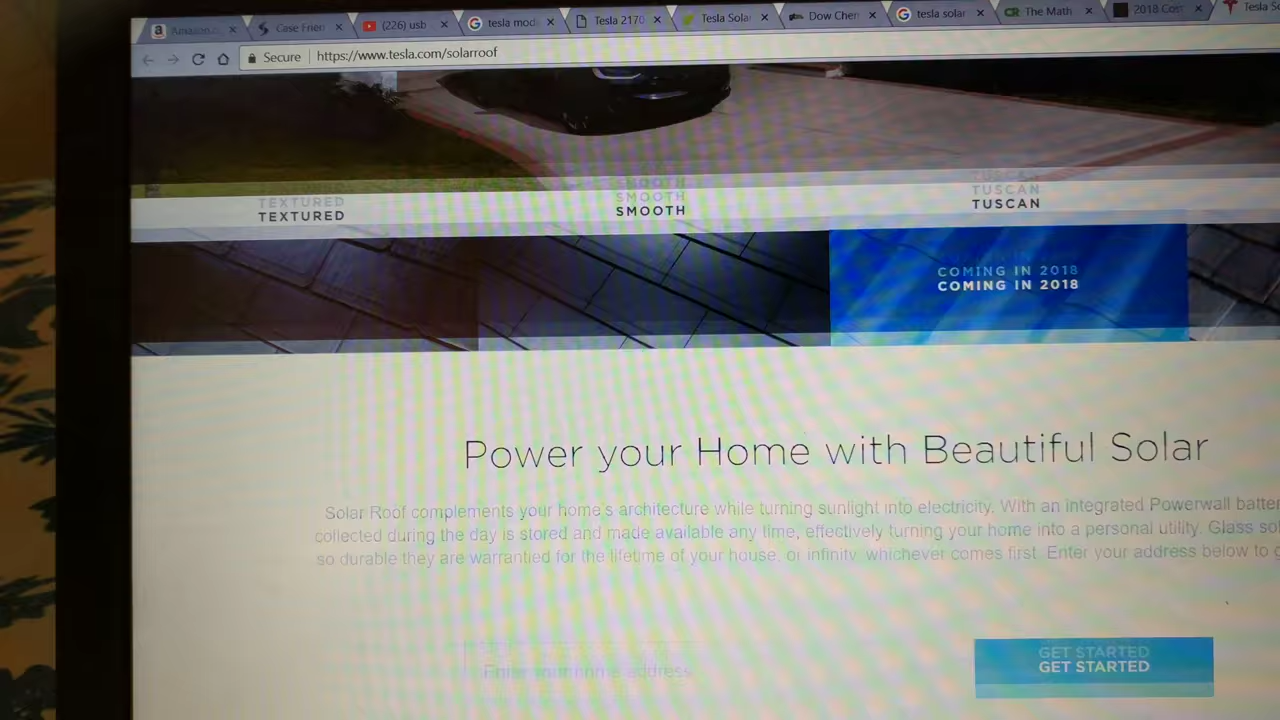 Amazon.c
Case Frien
(226) usb
tesla mod
Tesla 2170
Tesla Sola
Dow Chen
tesla solar
The Math
2018 Cost
Tesla So
Secure
https://www.tesla.com/solarroof
TEXTURED
SMOOTH
TUSCAN
COMING IN 2018
Power your Home with Beautiful Solar
Solar Roof complements your home's architecture while turning sunlight into electricity. With an integrated Powerwall batter
collected during the day is stored and made available any time, effectively turning your home into a personal utility. Glass so
so durable they are warrantied for the lifetime of your house, or infinity, whichever comes first. Enter your address below to
Enter your home address
GET STARTED